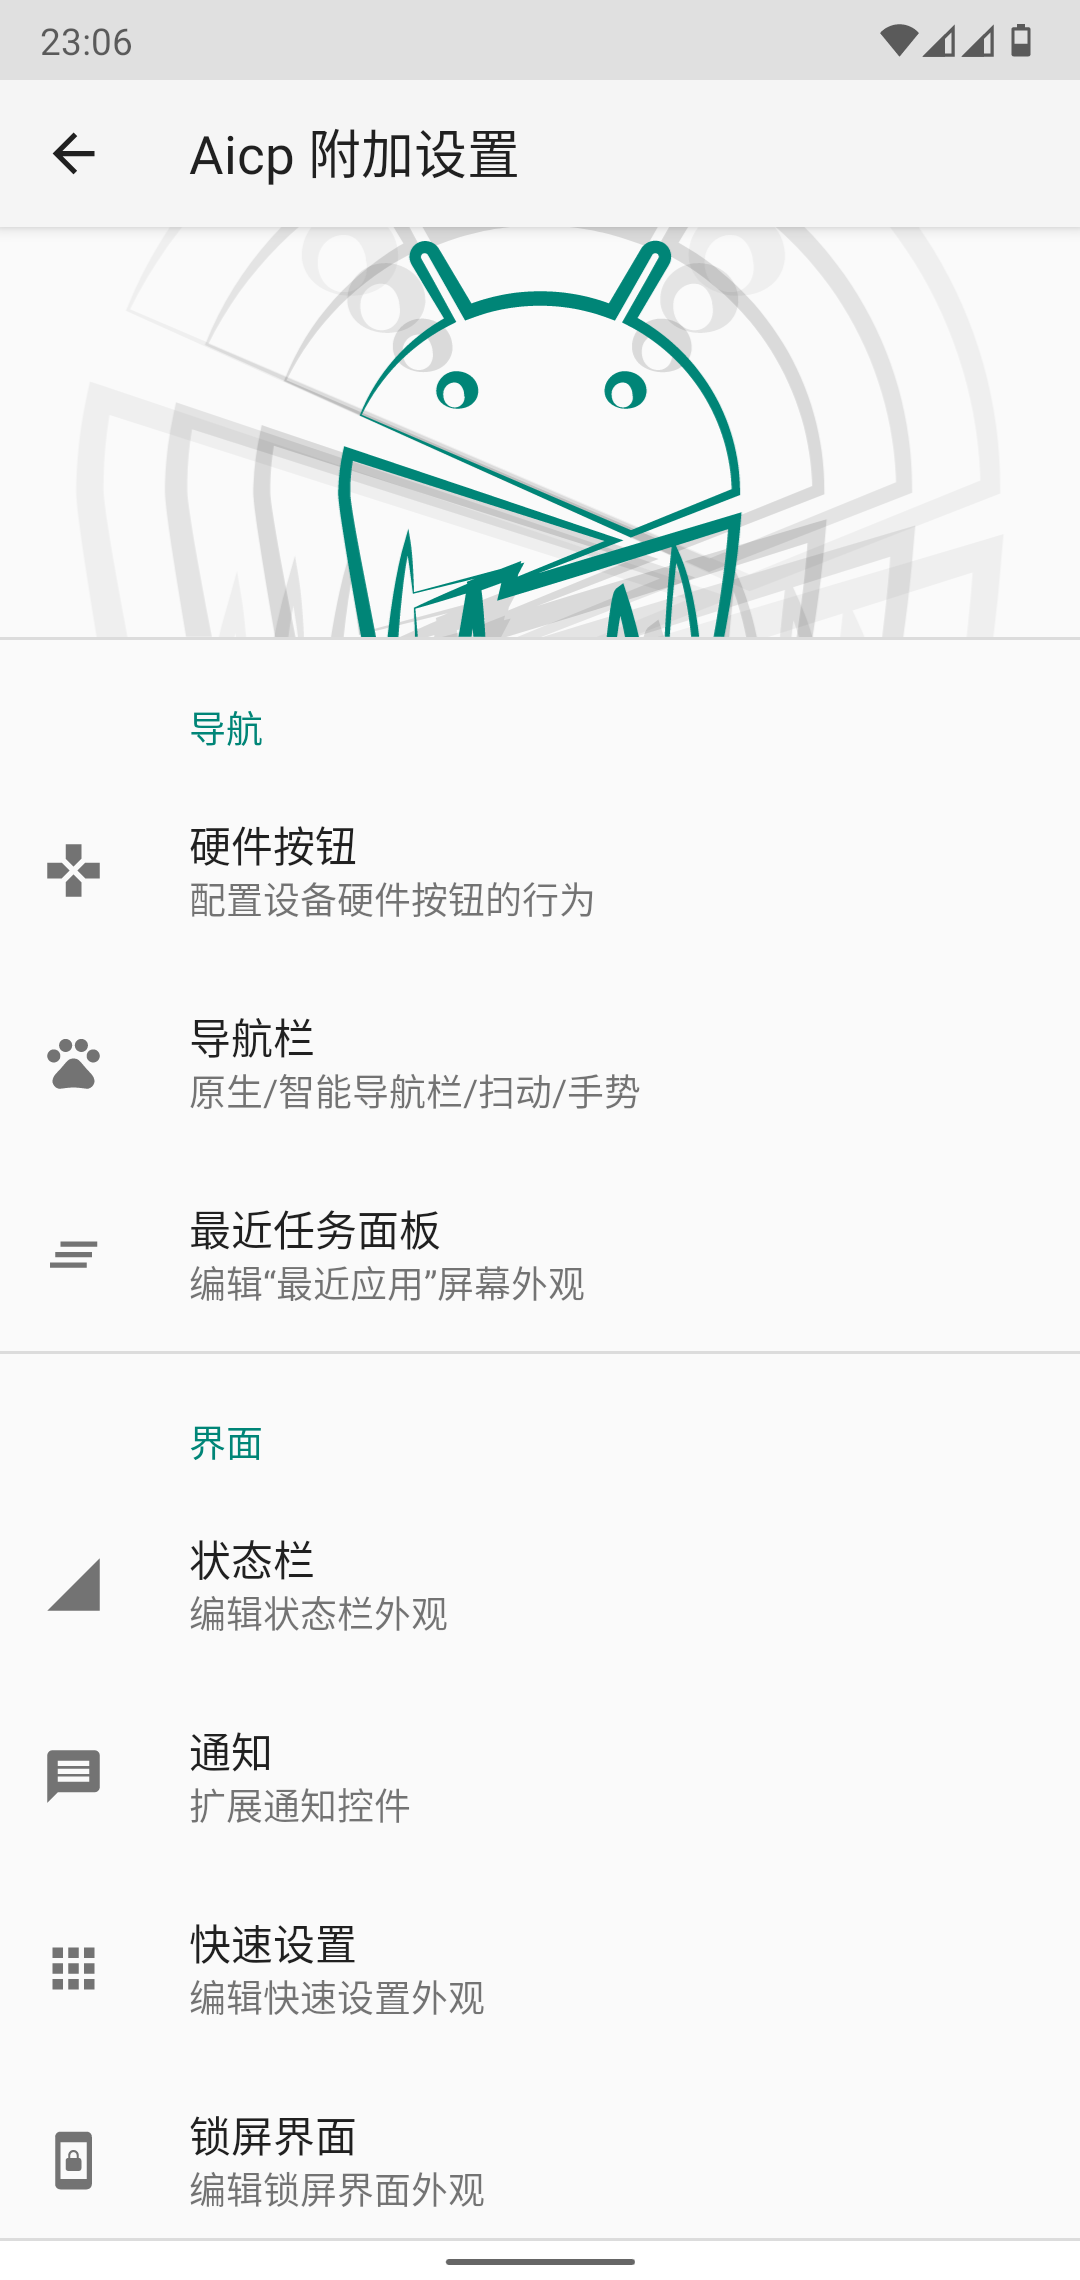 23:06
Aicp 附加设置
导航
硬件按钮
配置设备硬件按钮的行为
导航栏
原生/智能导航栏/扫动/手势
最近任务面板
编辑“最近应用”屏幕外观
界面
状态栏
编辑状态栏外观
通知
扩展通知控件
快速设置
编辑快速设置外观
锁屏界面
编辑锁屏界面外观